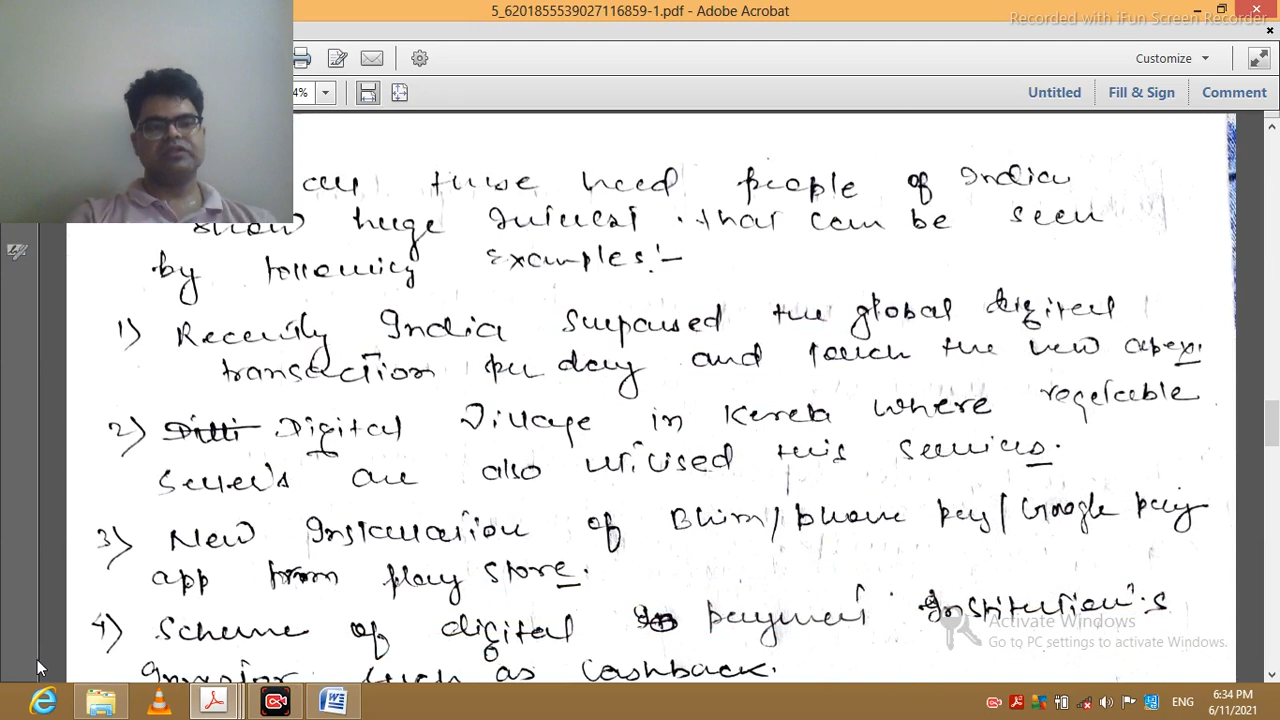 5_6201855539027116859-1.pdf - Adobe Acrobat
Recorded with iFun Screen Recorder
Customize
4%
Untitled Fill & Sign Comment
all these need people of India
show huge interest that can be seen
by following examples:-
1) Recently India surpassed the global digital
transaction per day and touch the new apex.
2) Digital Village in Kerela where vegetable
seller's are also utilised this services.
3) New Installation of Bhim/phone pay/Google pay
app from play store.
4) Scheme of digital payment Institution's
such as cashback.
Activate Windows
Go to PC settings to activate Windows.
ENG
6:34 PM
6/11/2021